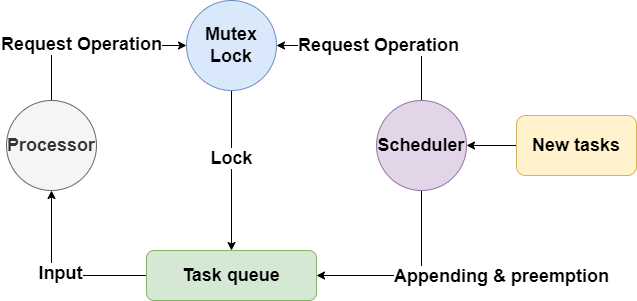 Request Operation
Mutex
Lock
Request Operation
Processor
Scheduler
New tasks
Lock
Input
Task queue
Appending & preemption